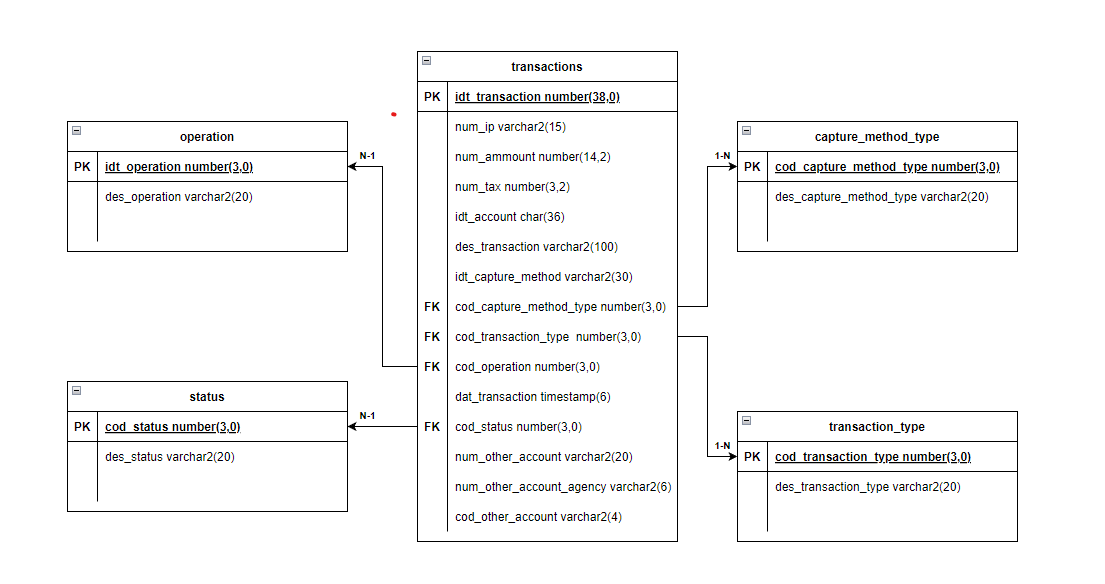 transactions
PK idt_transaction number(38,0)
num_ip varchar2(15)
num_ammount number(14,2)
num_tax number(3,2)
idt_account char(36)
des_transaction varchar2(100)
idt_capture_method varchar2(30)
FK cod_capture_method_type number(3,0)
FK cod_transaction_type number(3,0)
FK cod_operation number(3,0)
dat_transaction timestamp(6)
FK cod_status number(3,0)
num_other_account varchar2(20)
num_other_account_agency varchar2(6)
cod_other_account varchar2(4)
operation
PK idt_operation number(3,0)
des_operation varchar2(20)
N-1
status
PK cod_status number(3,0)
des_status varchar2(20)
N-1
capture_method_type
PK cod_capture_method_type number(3,0)
des_capture_method_type varchar2(20)
1-N
transaction_type
PK cod_transaction_type number(3,0)
des_transaction_type varchar2(20)
1-N